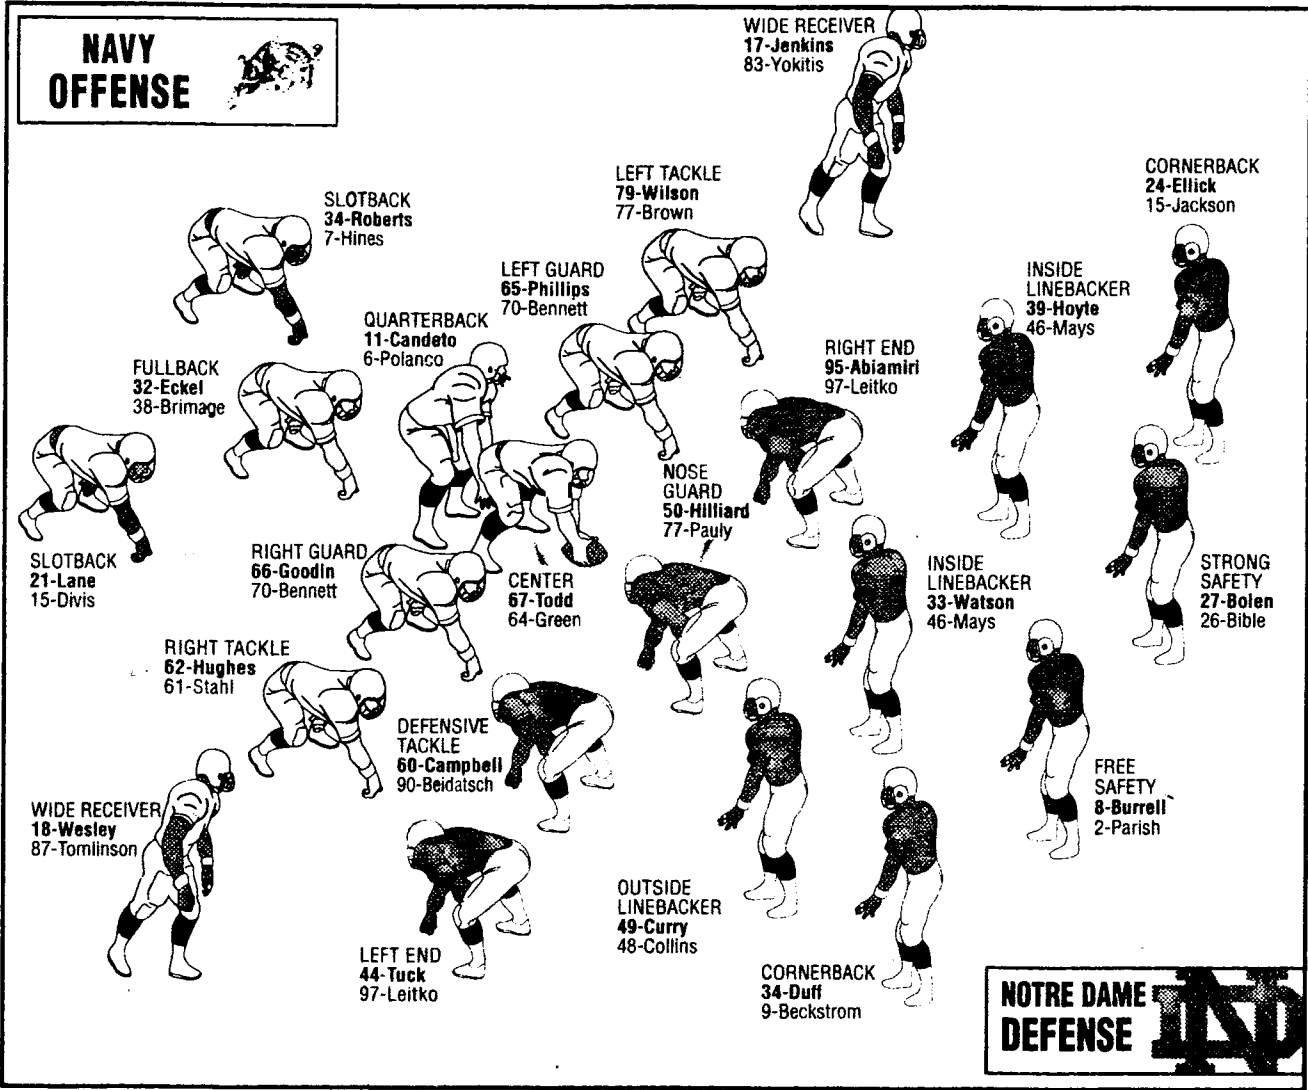 NAVY
OFFENSE
WIDE RECEIVER
17-Jenkins
83-Yokitis
CORNERBACK
24-Ellick
15-Jackson
LEFT TACKLE
79-Wilson
77-Brown
SLOTBACK
34-Roberts
7-Hines
LEFT GUARD
65-Phillips
70-Bennett
INSIDE
LINEBACKER
39-Hoyte
46-Mays
QUARTERBACK
11-Candeto
6-Polanco
RIGHT END
95-Abiamiri
97-Leitko
FULLBACK
32-Eckel
38-Brimage
NOSE
GUARD
50-Hilliard
77-Pauly
SLOTBACK
21-Lane
15-Divis
RIGHT GUARD
66-Goodin
70-Bennett
CENTER
67-Todd
64-Green
INSIDE
LINEBACKER
33-Watson
46-Mays
STRONG
SAFETY
27-Bolen
26-Bible
RIGHT TACKLE
62-Hughes
61-Stahl
DEFENSIVE
TACKLE
60-Campbell
90-Beidatsch
FREE
SAFETY
8-Burrell
2-Parish
WIDE RECEIVER
18-Wesley
87-Tomlinson
OUTSIDE
LINEBACKER
49-Curry
48-Collins
LEFT END
44-Tuck
97-Leitko
CORNERBACK
34-Duff
9-Beckstrom
NOTRE DAME
DEFENSE
ND